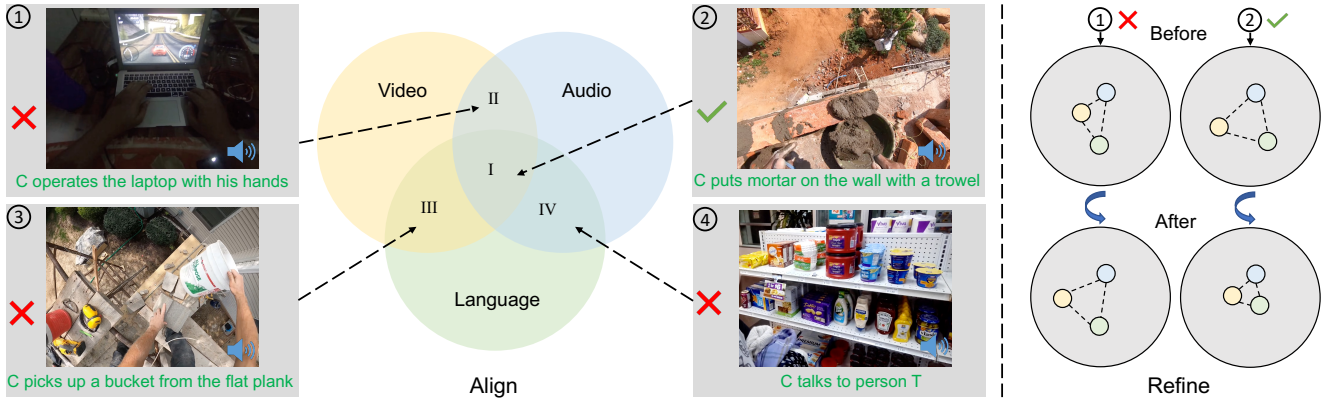 ①
C operates the laptop with his hands
③
C picks up a bucket from the flat plank
Video
Audio
Language
II
I
III
IV
Align
②
C puts mortar on the wall with a trowel
④
C talks to person T
① ②
Before
After
Refine